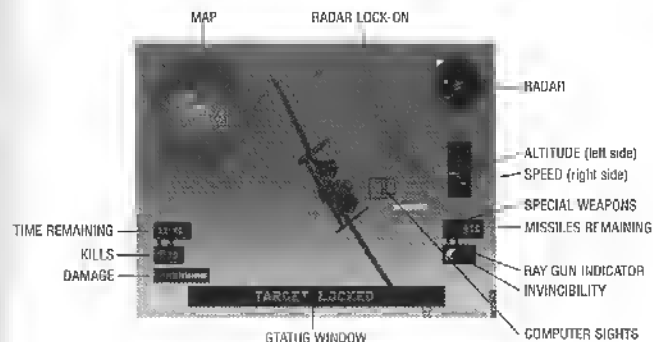 MAP
RADAR LOCK-ON
RADAR
ALTITUDE (left side)
SPEED (right side)
SPECIAL WEAPONS
TIME REMAINING
MISSILES REMAINING
KILLS
DAMAGE
RAY GUN INDICATOR
INVINCIBILITY
TARGET LOCKED
COMPUTER SIGHTS
STATUS WINDOW